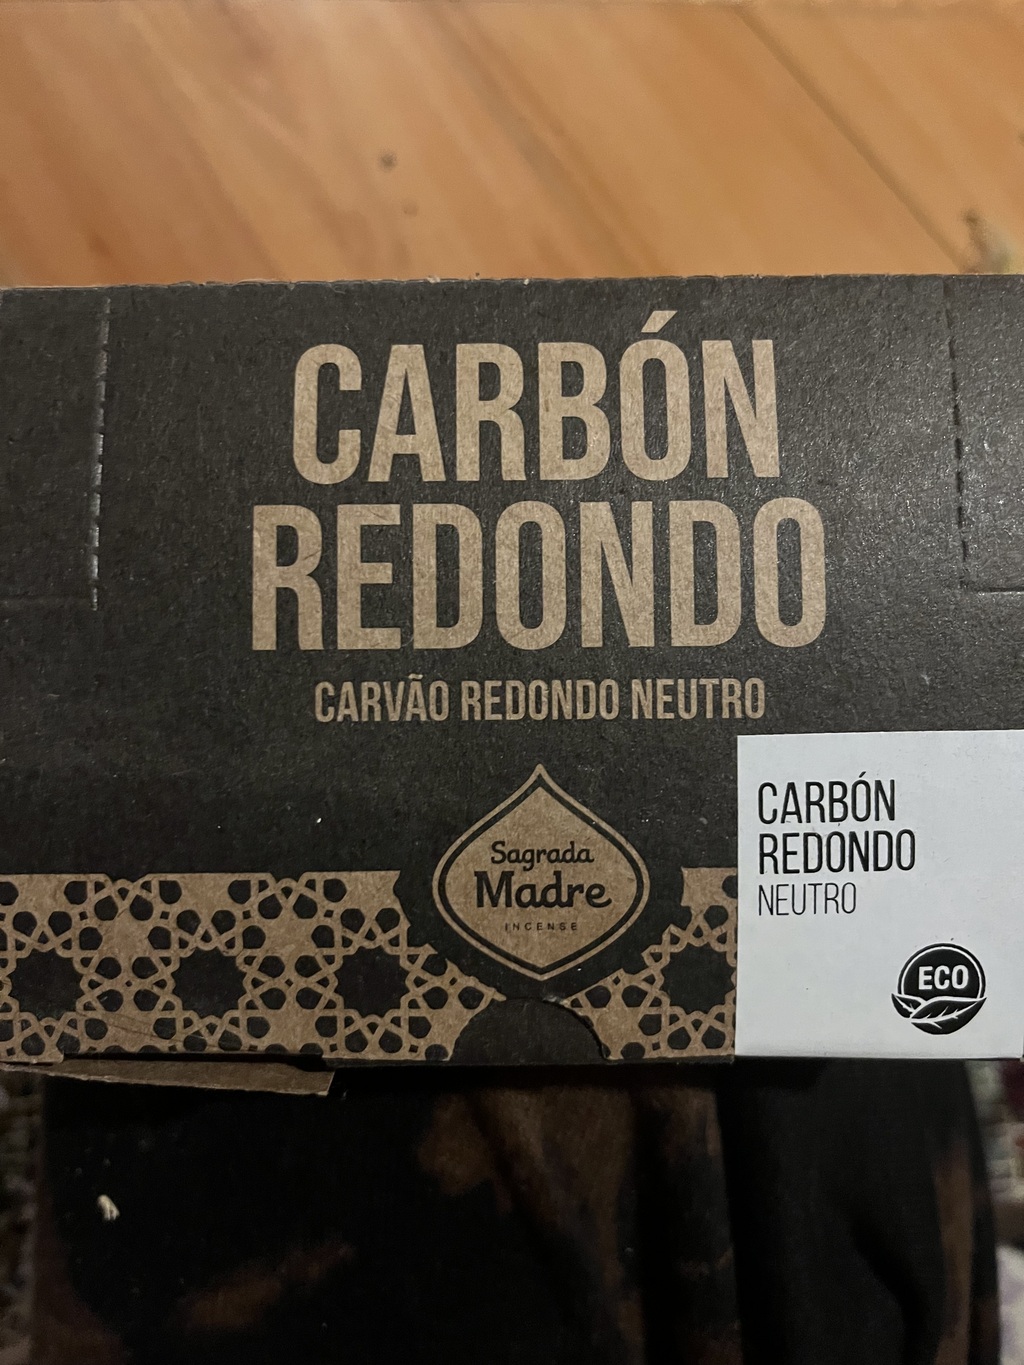 CARBÓN
REDONDO
CARVÃO REDONDO NEUTRO
Sagrada
Madre
INCENSE
CARBÓN
REDONDO
NEUTRO
ECO